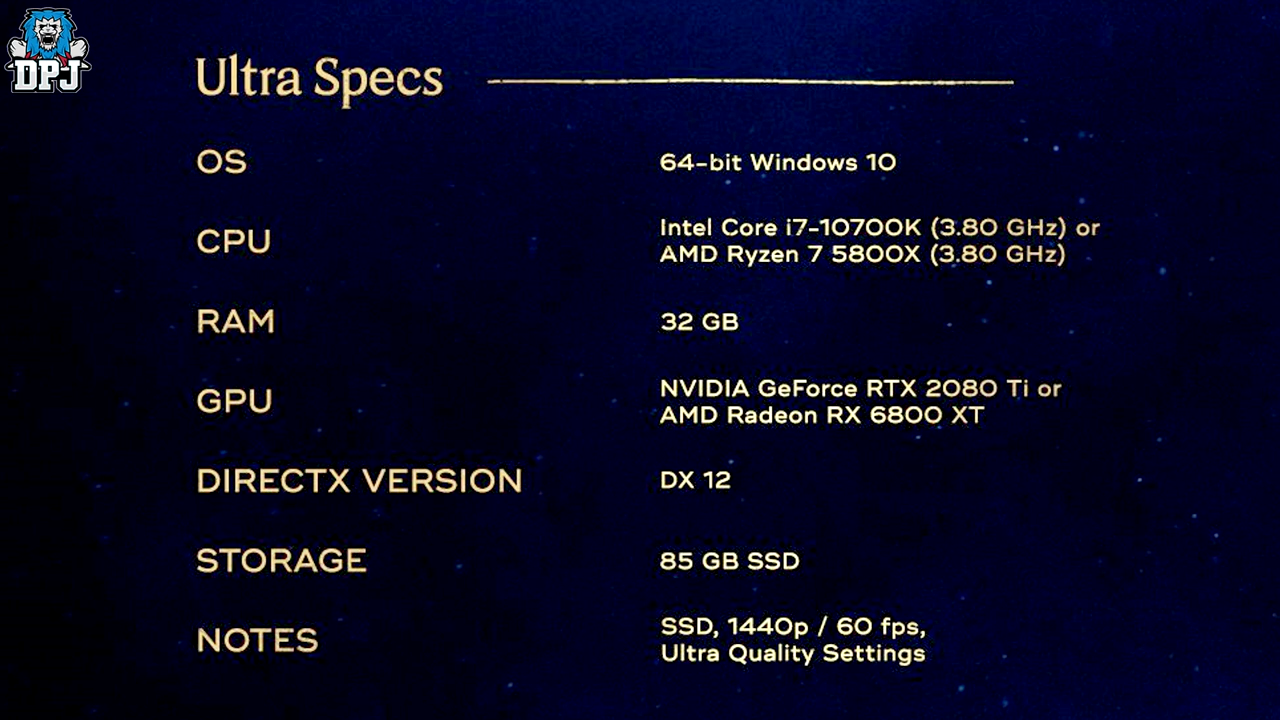 DPJ
Ultra Specs
OS
64-bit Windows 10
CPU
Intel Core i7-10700K (3.80 GHz) or
AMD Ryzen 7 5800X (3.80 GHz)
RAM
32 GB
GPU
NVIDIA GeForce RTX 2080 Ti or
AMD Radeon RX 6800 XT
DIRECTX VERSION
DX 12
STORAGE
85 GB SSD
NOTES
SSD, 1440p / 60 fps,
Ultra Quality Settings